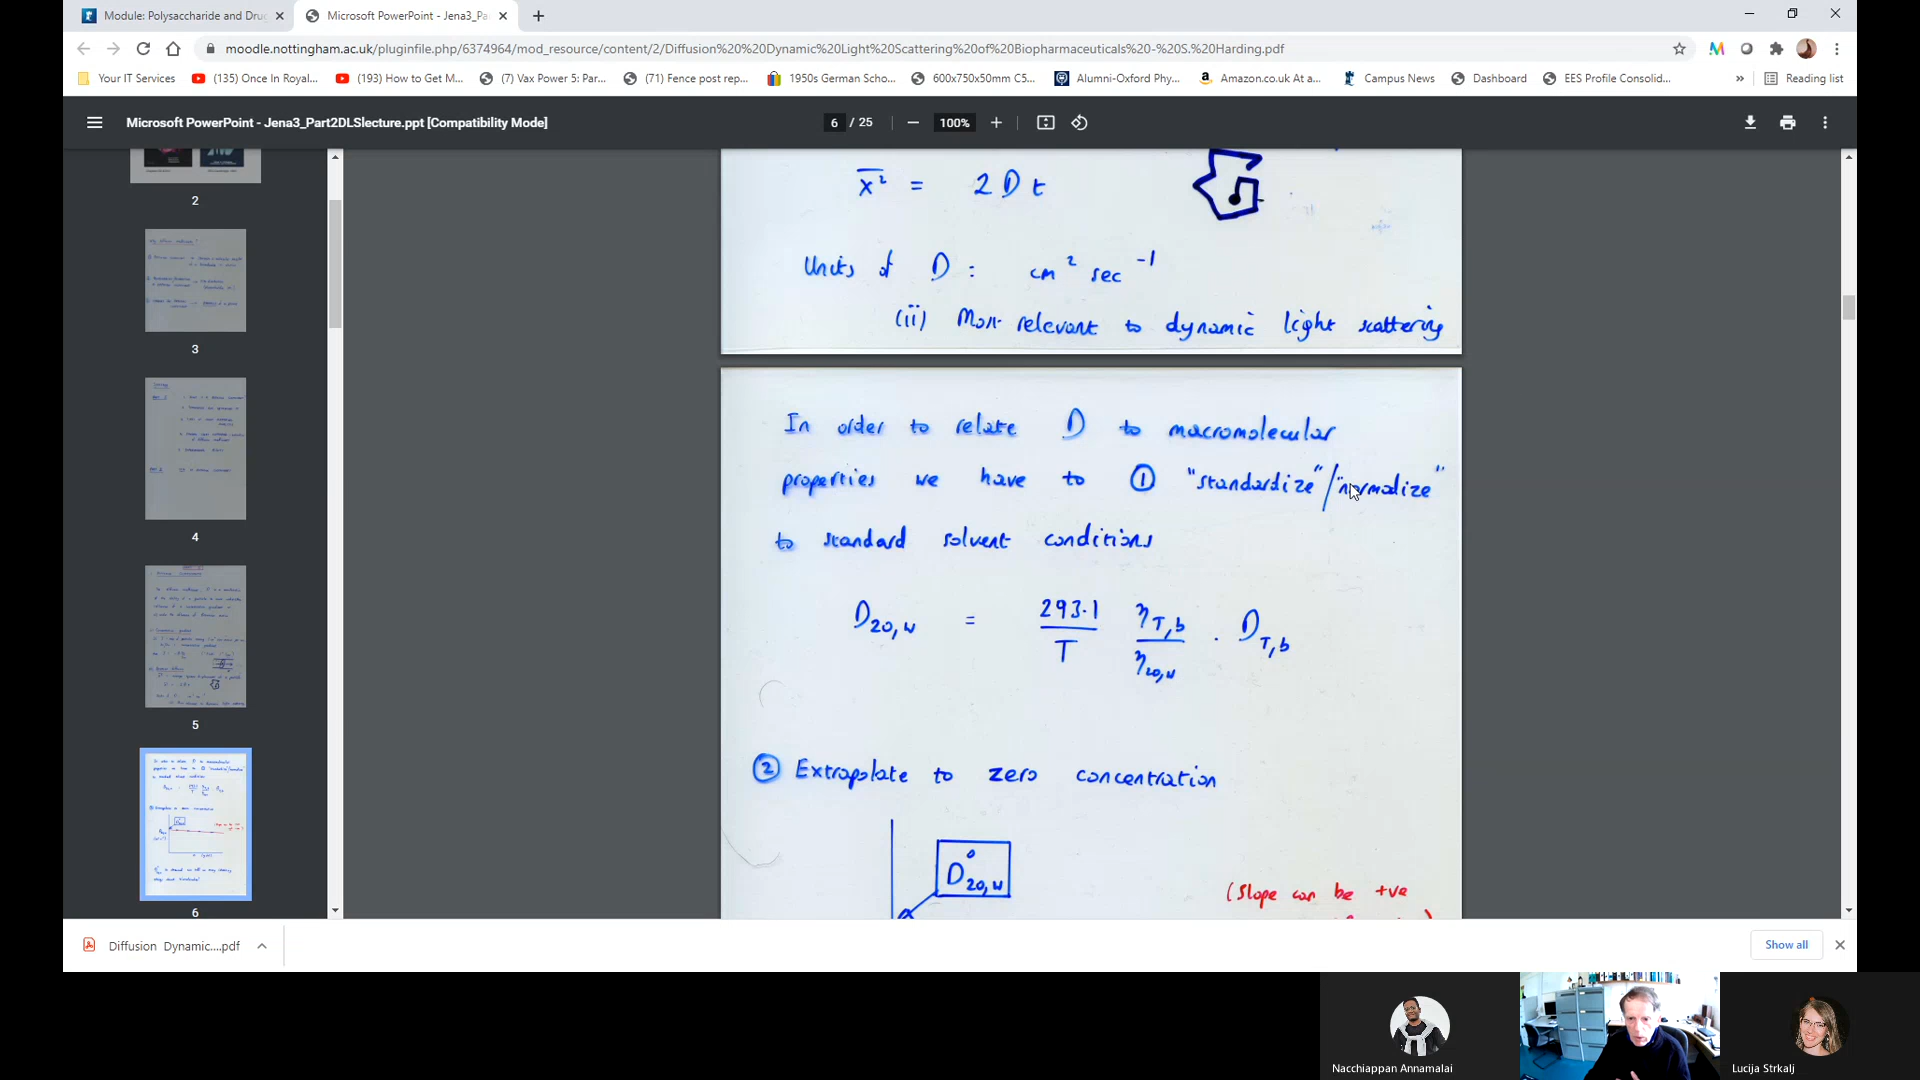 Module: Polysaccharide and Dru
Microsoft PowerPoint - Jena3_Pa
moodle.nottingham.ac.uk/pluginfile.php/6374964/mod_resource/content/2/Diffusion%20%20Dynamic%20Light%20Scattering%20of%20Biopharmaceuticals%20-%20S.%20Harding.pdf
Your IT Services (135) Once In Royal... (193) How to Get M... (7) Vax Power 5: Par... (71) Fence post rep... 1950s German Scho... 600x750x50mm C5... Alumni-Oxford Phy... Amazon.co.uk At a... Campus News Dashboard EES Profile Consolid... » Reading list
Microsoft PowerPoint - Jena3_Part2DLSlecture.ppt [Compatibility Mode]
6 / 25 100%
2
3
4
5
6
x² = 2 D t
Units of D : cm² sec⁻¹
(ii) Most relevant to dynamic light scattering
In order to relate D to macromolecular
properties we have to ① "standardize"/"normalize"
to standard solvent conditions
D20,w = 293.1/T ηT,b/η20,w . DT,b
② Extrapolate to zero concentration
D°20,w
(Slope can be +ve
Diffusion Dynamic....pdf
Show all
Nacchiappan Annamalai
Lucija Strkalj